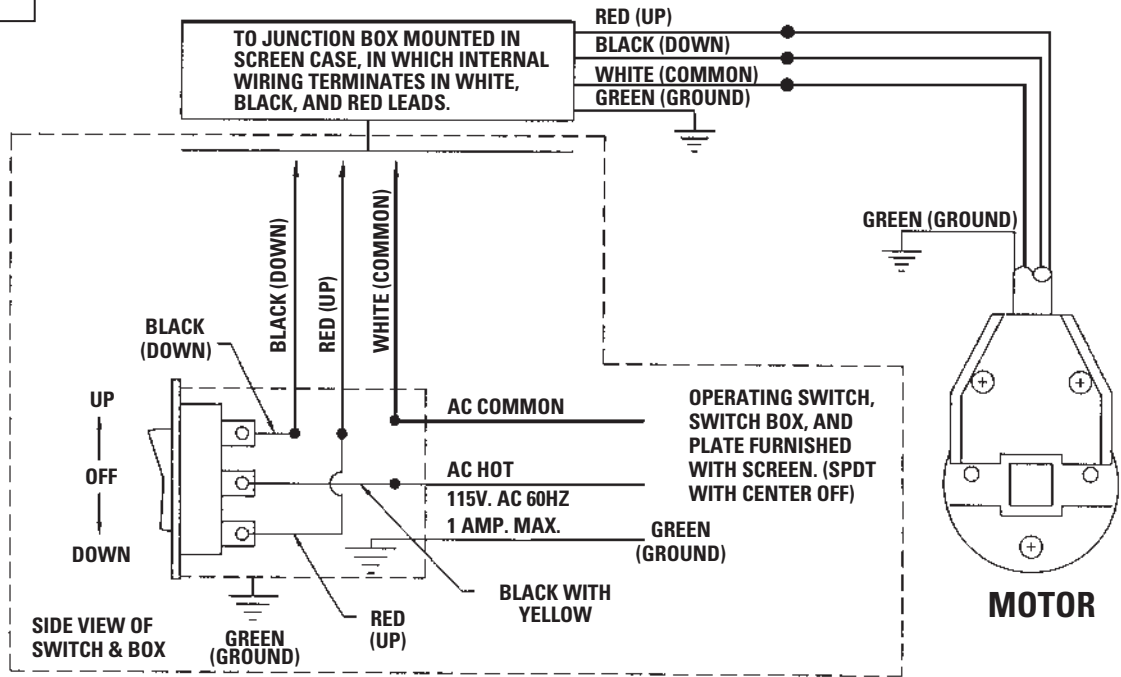 RED (UP)
BLACK (DOWN)
WHITE (COMMON)
GREEN (GROUND)
TO JUNCTION BOX MOUNTED IN
SCREEN CASE, IN WHICH INTERNAL
WIRING TERMINATES IN WHITE,
BLACK, AND RED LEADS.
GREEN (GROUND)
BLACK (DOWN)
RED (UP)
WHITE (COMMON)
BLACK
(DOWN)
UP
OFF
DOWN
AC COMMON
AC HOT
115V. AC 60HZ
1 AMP. MAX.
OPERATING SWITCH,
SWITCH BOX, AND
PLATE FURNISHED
WITH SCREEN. (SPDT
WITH CENTER OFF)
GREEN
(GROUND)
BLACK WITH
YELLOW
RED
(UP)
GREEN
(GROUND)
SIDE VIEW OF
SWITCH & BOX
MOTOR